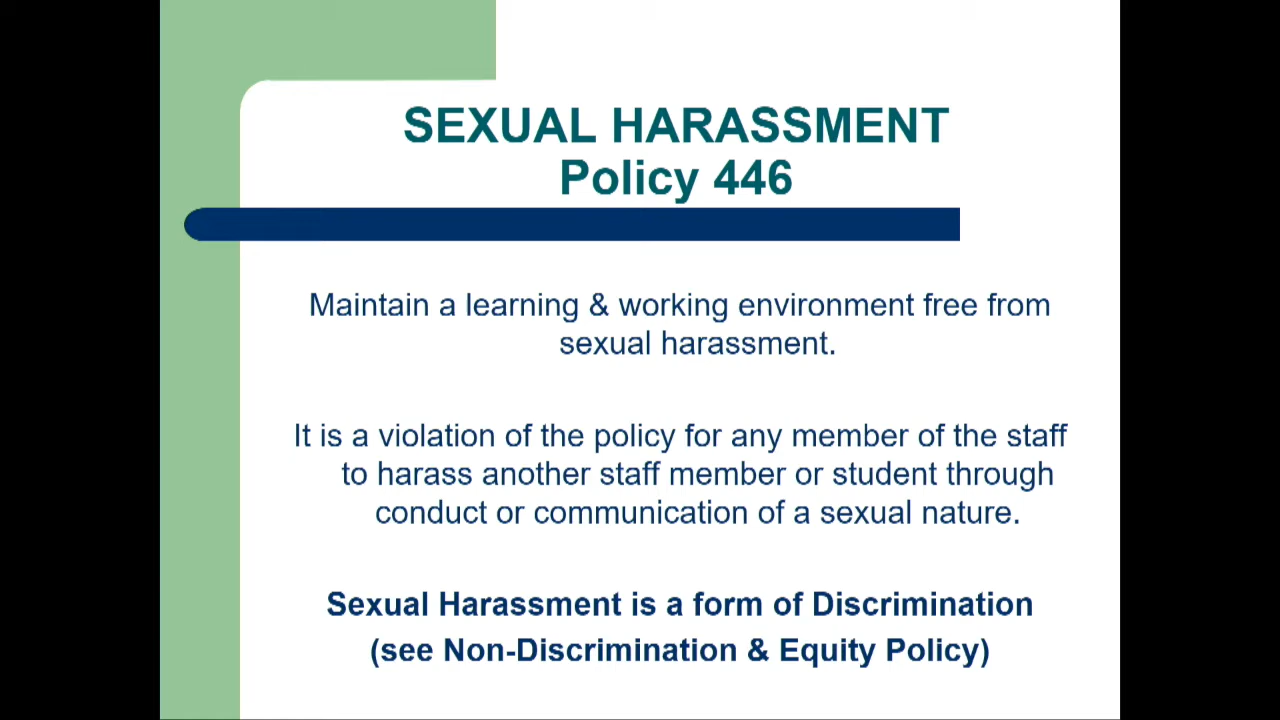 SEXUAL HARASSMENT
Policy 446
Maintain a learning & working environment free from
sexual harassment.
It is a violation of the policy for any member of the staff
to harass another staff member or student through
conduct or communication of a sexual nature.
Sexual Harassment is a form of Discrimination
(see Non-Discrimination & Equity Policy)